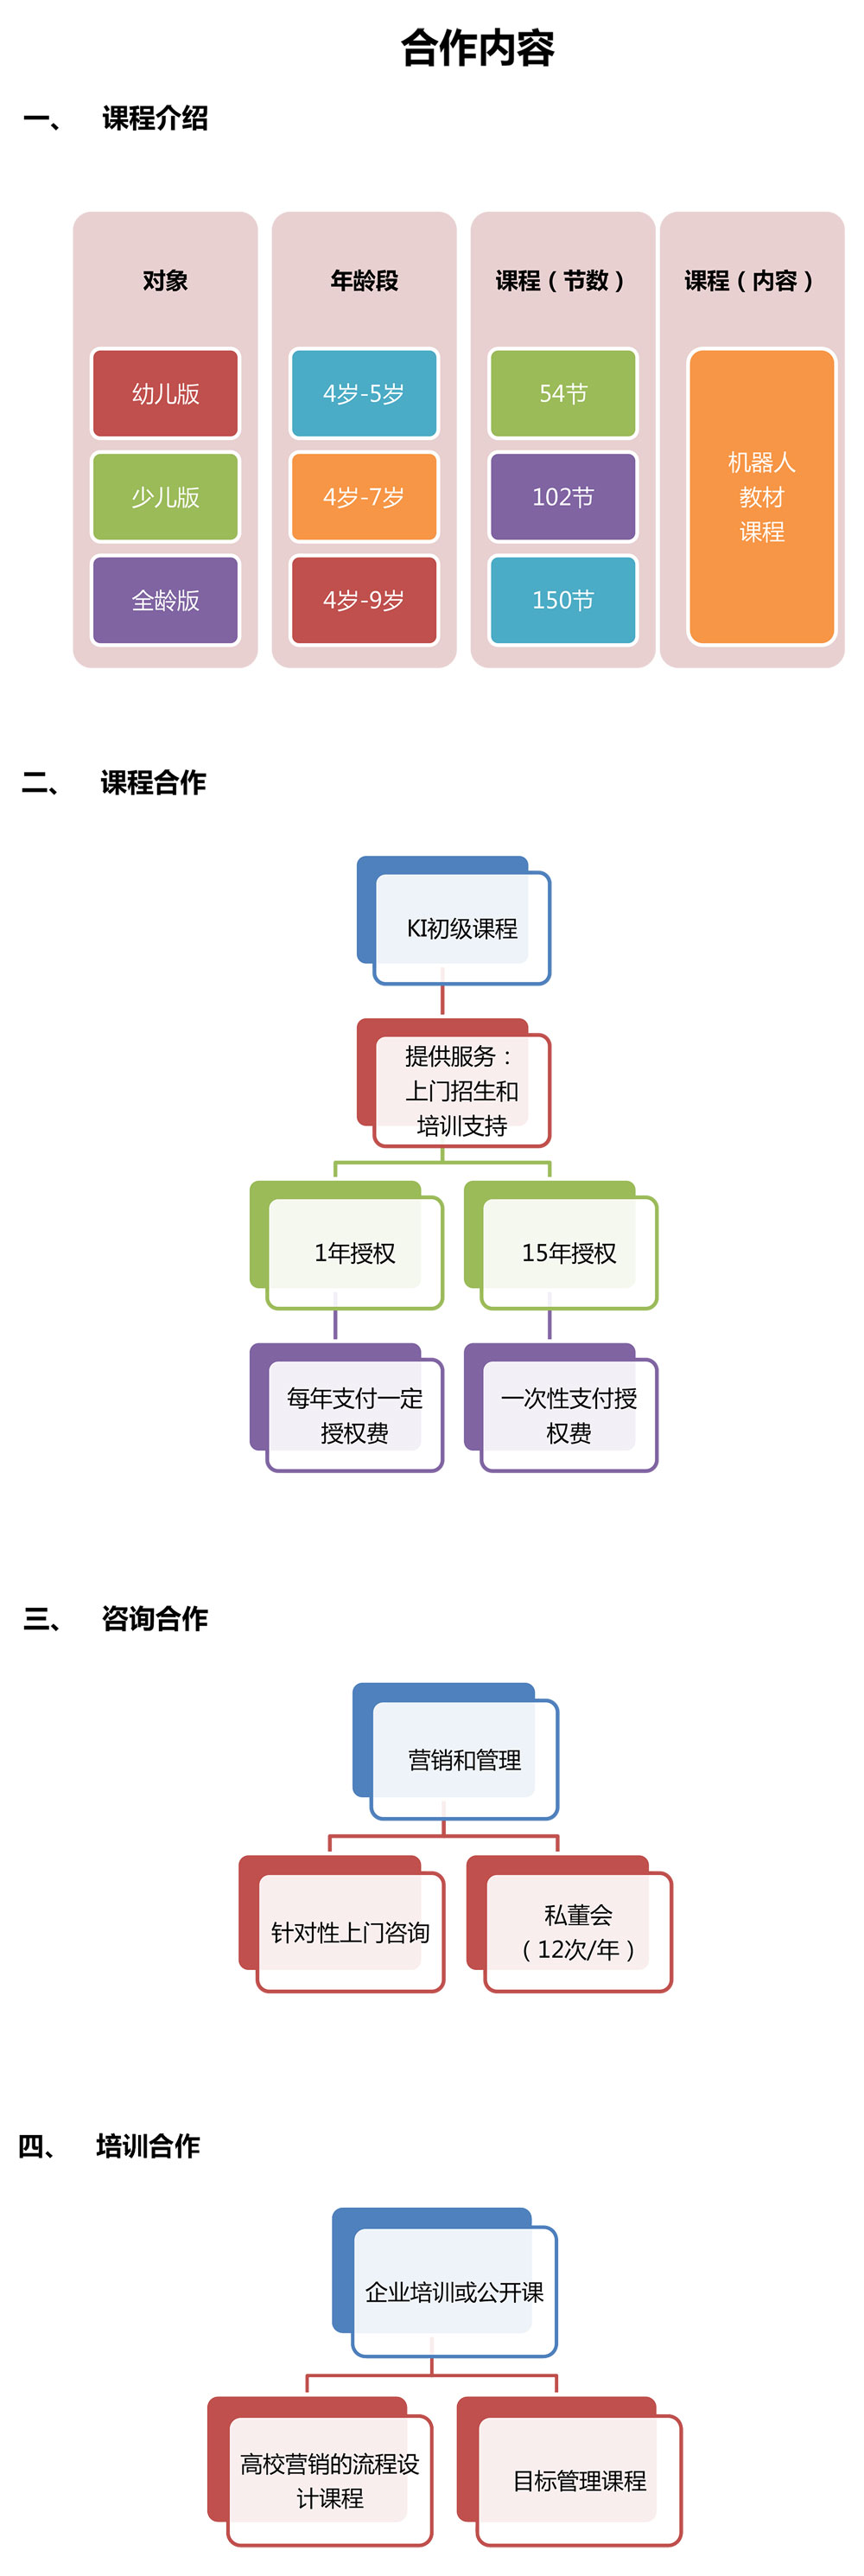 合作内容
一、 课程介绍
对象
年龄段
课程（节数）
课程（内容）
幼儿版
4岁-5岁
54节
少儿版
4岁-7岁
102节
全龄版
4岁-9岁
150节
机器人
教材
课程
二、 课程合作
KI初级课程
提供服务：
上门招生和
培训支持
1年授权
15年授权
每年支付一定
授权费
一次性支付授
权费
三、 咨询合作
营销和管理
针对性上门咨询
私董会
（12次/年）
四、 培训合作
企业培训或公开课
高校营销的流程设
计课程
目标管理课程